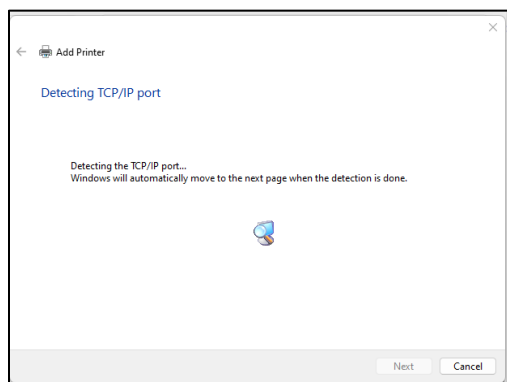 Add Printer
Detecting TCP/IP port
Detecting the TCP/IP port...
Windows will automatically move to the next page when the detection is done.
Next
Cancel